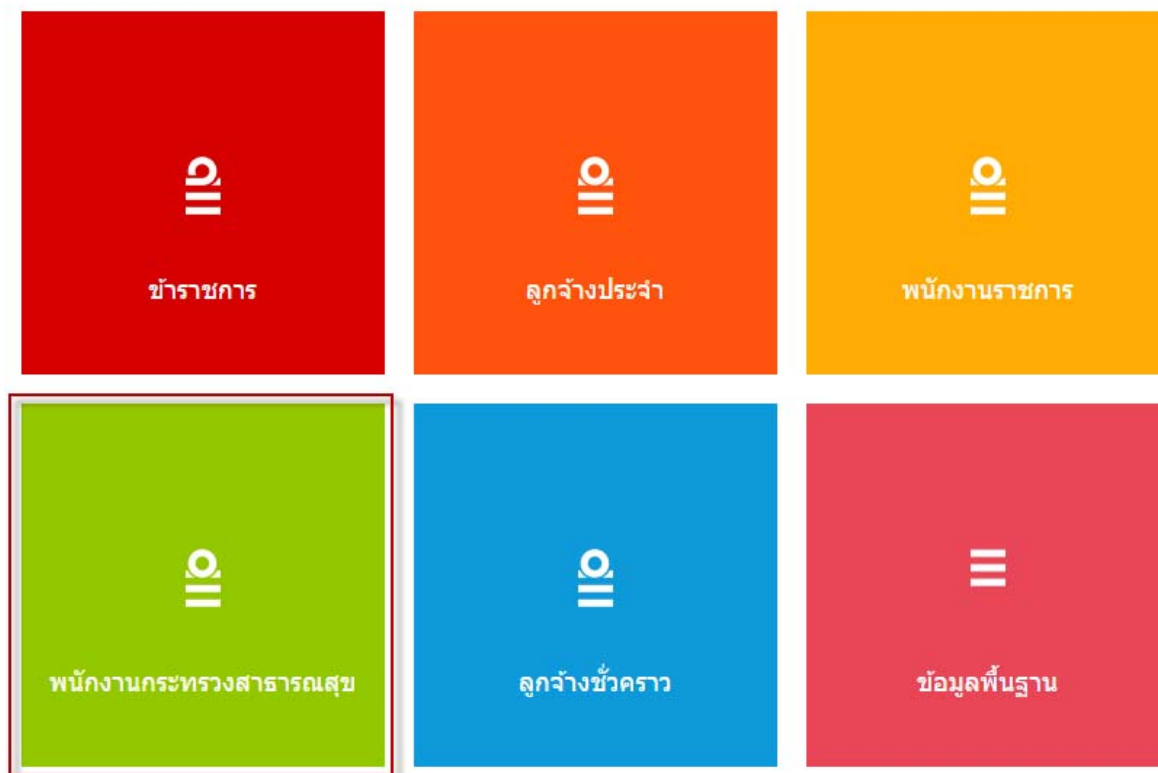 ข้าราชการ
ลูกจ้างประจำ
พนักงานราชการ
พนักงานกระทรวงสาธารณสุข
ลูกจ้างชั่วคราว
ข้อมูลพื้นฐาน